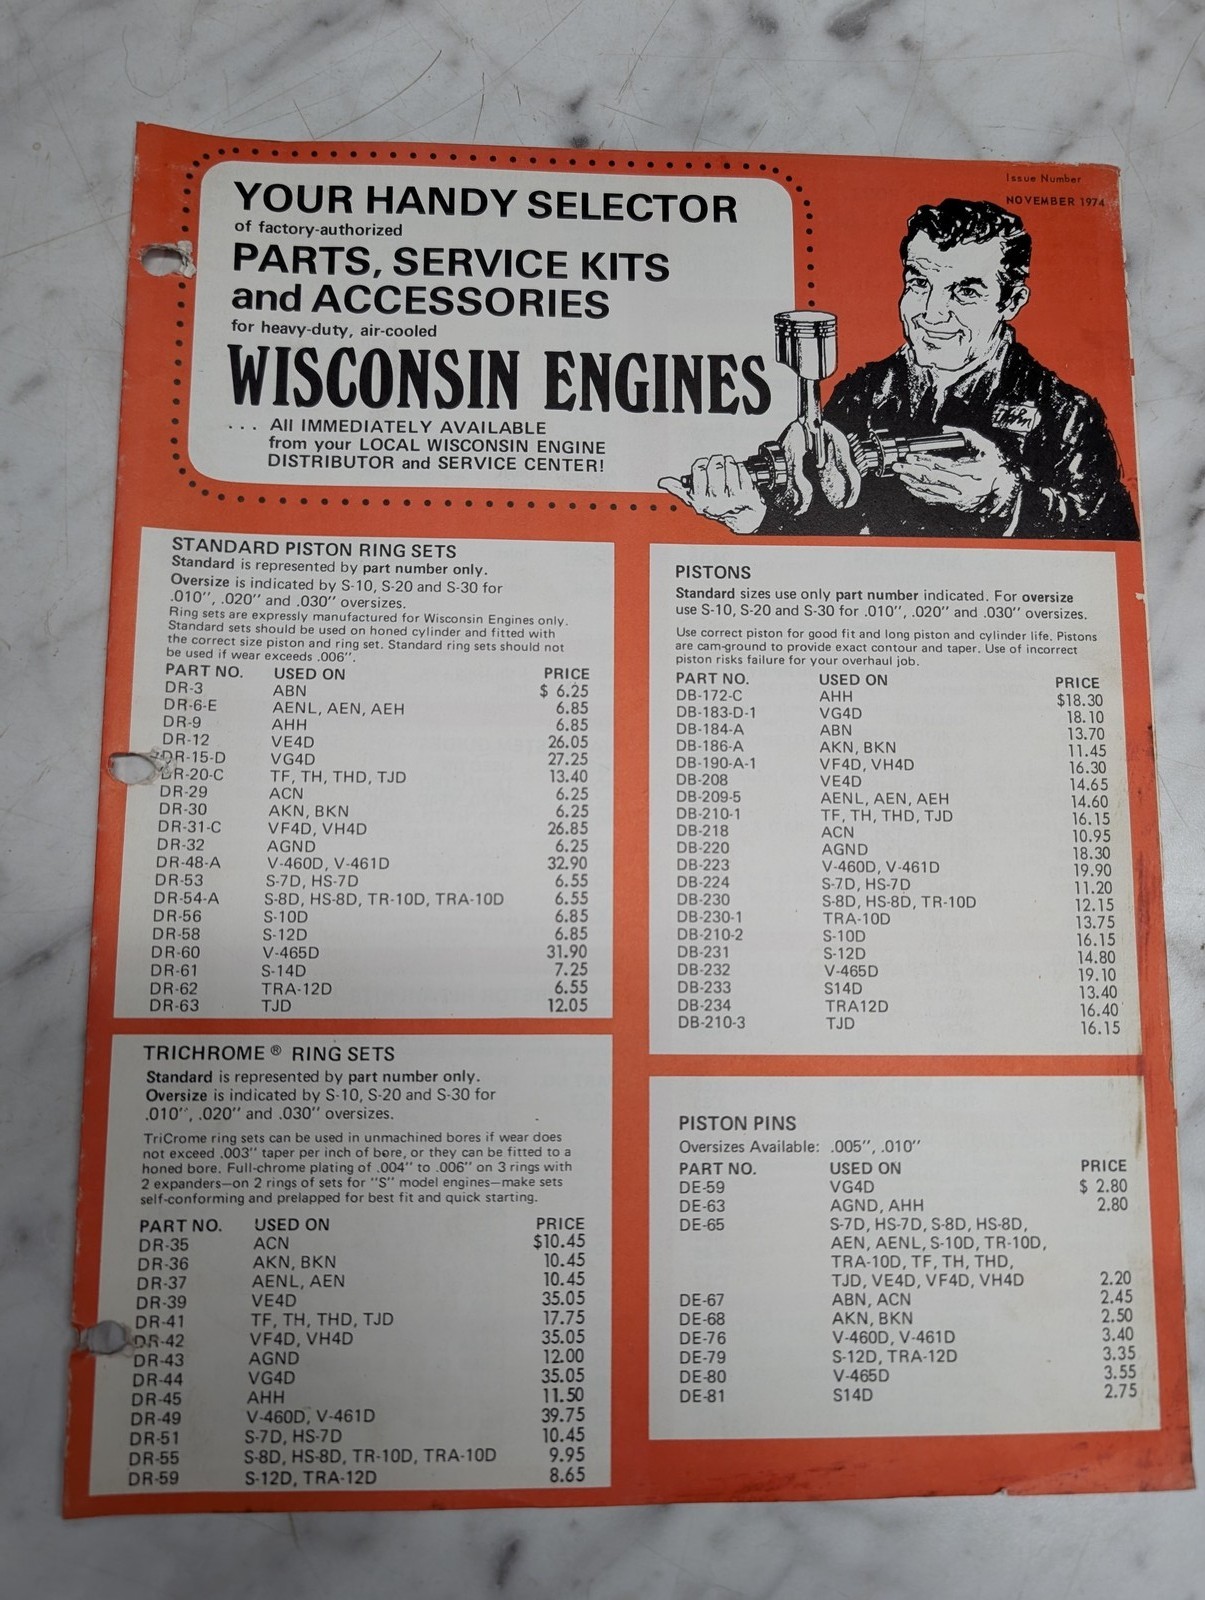 Issue Number
NOVEMBER 1974
YOUR HANDY SELECTOR
of factory-authorized
PARTS, SERVICE KITS
and ACCESSORIES
for heavy-duty, air-cooled
WISCONSIN ENGINES
. . . All IMMEDIATELY AVAILABLE
from your LOCAL WISCONSIN ENGINE
DISTRIBUTOR and SERVICE CENTER!
John
STANDARD PISTON RING SETS
Standard is represented by part number only.
Oversize is indicated by S-10, S-20 and S-30 for
.010", .020" and .030" oversizes.
Ring sets are expressly manufactured for Wisconsin Engines only.
Standard sets should be used on honed cylinder and fitted with
the correct size piston and ring set. Standard ring sets should not
be used if wear exceeds .006".
PART NO. USED ON PRICE
DR-3 ABN $ 6.25
DR-6-E AENL, AEN, AEH 6.85
DR-9 AHH 6.85
DR-12 VE4D 26.05
DR-15-D VG4D 27.25
DR-20-C TF, TH, THD, TJD 13.40
DR-29 ACN 6.25
DR-30 AKN, BKN 6.25
DR-31-C VF4D, VH4D 26.85
DR-32 AGND 6.25
DR-48-A V-460D, V-461D 32.90
DR-53 S-7D, HS-7D 6.55
DR-54-A S-8D, HS-8D, TR-10D, TRA-10D 6.55
DR-56 S-10D 6.85
DR-58 S-12D 6.85
DR-60 V-465D 31.90
DR-61 S-14D 7.25
DR-62 TRA-12D 6.55
DR-63 TJD 12.05
TRICHROME ® RING SETS
Standard is represented by part number only.
Oversize is indicated by S-10, S-20 and S-30 for
.010", .020" and .030" oversizes.
TriCrome ring sets can be used in unmachined bores if wear does
not exceed .003" taper per inch of bore, or they can be fitted to a
honed bore. Full-chrome plating of .004" to .006" on 3 rings with
2 expanders—on 2 rings of sets for "S" model engines—make sets
self-conforming and prelapped for best fit and quick starting.
PART NO. USED ON PRICE
DR-35 ACN $10.45
DR-36 AKN, BKN 10.45
DR-37 AENL, AEN 10.45
DR-39 VE4D 35.05
DR-41 TF, TH, THD, TJD 17.75
DR-42 VF4D, VH4D 35.05
DR-43 AGND 12.00
DR-44 VG4D 35.05
DR-45 AHH 11.50
DR-49 V-460D, V-461D 39.75
DR-51 S-7D, HS-7D 10.45
DR-55 S-8D, HS-8D, TR-10D, TRA-10D 9.95
DR-59 S-12D, TRA-12D 8.65
PISTONS
Standard sizes use only part number indicated. For oversize
use S-10, S-20 and S-30 for .010", .020" and .030" oversizes.
Use correct piston for good fit and long piston and cylinder life. Pistons
are cam-ground to provide exact contour and taper. Use of incorrect
piston risks failure for your overhaul job.
PART NO. USED ON PRICE
DB-172-C AHH $18.30
DB-183-D-1 VG4D 18.10
DB-184-A ABN 13.70
DB-186-A AKN, BKN 11.45
DB-190-A-1 VF4D, VH4D 16.30
DB-208 VE4D 14.65
DB-209-5 AENL, AEN, AEH 14.60
DB-210-1 TF, TH, THD, TJD 16.15
DB-218 ACN 10.95
DB-220 AGND 18.30
DB-223 V-460D, V-461D 19.90
DB-224 S-7D, HS-7D 11.20
DB-230 S-8D, HS-8D, TR-10D 12.15
DB-230-1 TRA-10D 13.75
DB-210-2 S-10D 16.15
DB-231 S-12D 14.80
DB-232 V-465D 19.10
DB-233 S14D 13.40
DB-234 TRA12D 16.40
DB-210-3 TJD 16.15
PISTON PINS
Oversizes Available: .005", .010"
PART NO. USED ON PRICE
DE-59 VG4D $ 2.80
DE-63 AGND, AHH 2.80
DE-65 S-7D, HS-7D, S-8D, HS-8D,
AEN, AENL, S-10D, TR-10D,
TRA-10D, TF, TH, THD,
TJD, VE4D, VF4D, VH4D 2.20
DE-67 ABN, ACN 2.45
DE-68 AKN, BKN 2.50
DE-76 V-460D, V-461D 3.40
DE-79 S-12D, TRA-12D 3.35
DE-80 V-465D 3.55
DE-81 S14D 2.75